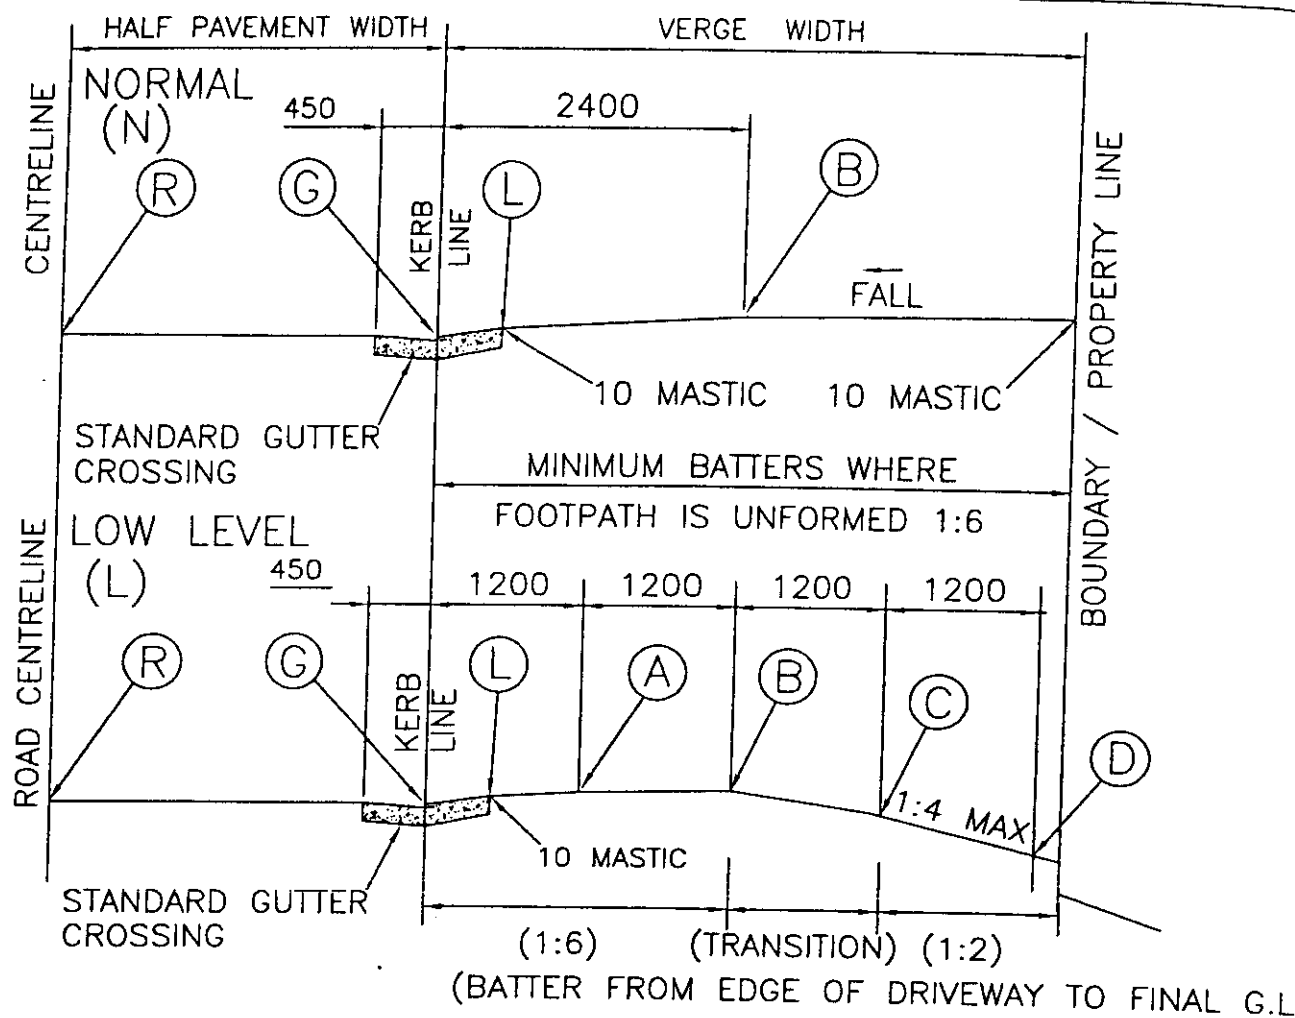 HALF PAVEMENT WIDTH
VERGE WIDTH
NORMAL
(N)
450
2400
CENTRELINE
R
G
KERB
LINE
L
B
FALL
BOUNDARY / PROPERTY LINE
10 MASTIC
10 MASTIC
STANDARD GUTTER
CROSSING
MINIMUM BATTERS WHERE
FOOTPATH IS UNFORMED 1:6
LOW LEVEL
(L)
450
1200
1200
1200
1200
ROAD CENTRELINE
R
G
KERB
LINE
L
A
B
C
D
1:4 MAX
10 MASTIC
STANDARD GUTTER
CROSSING
(1:6)
(TRANSITION)
(1:2)
(BATTER FROM EDGE OF DRIVEWAY TO FINAL G.L